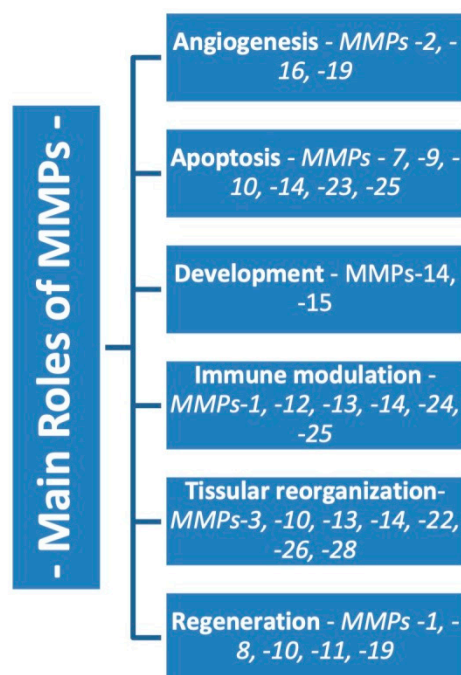 - Main Roles of MMPs -
Angiogenesis - MMPs -2, -
16, -19
Apoptosis - MMPs - 7, -9, -
10, -14, -23, -25
Development - MMPs-14,
-15
Immune modulation -
MMPs-1, -12, -13, -14, -24,
-25
Tissular reorganization-
MMPs-3, -10, -13, -14, -22,
-26, -28
Regeneration - MMPs -1, -
8, -10, -11, -19